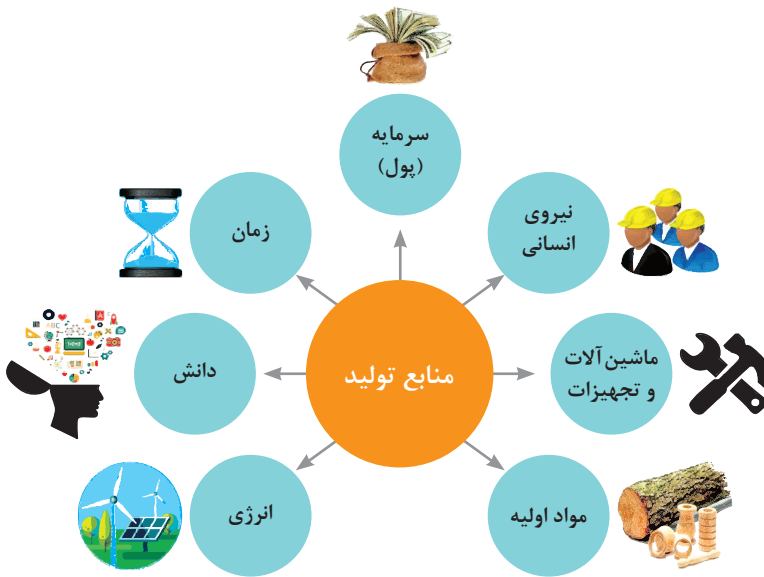 سرمایه
(پول)
نیروی
انسانی
زمان
ماشین‌آلات
و تجهیزات
منابع تولید
دانش
مواد اولیه
انرژی